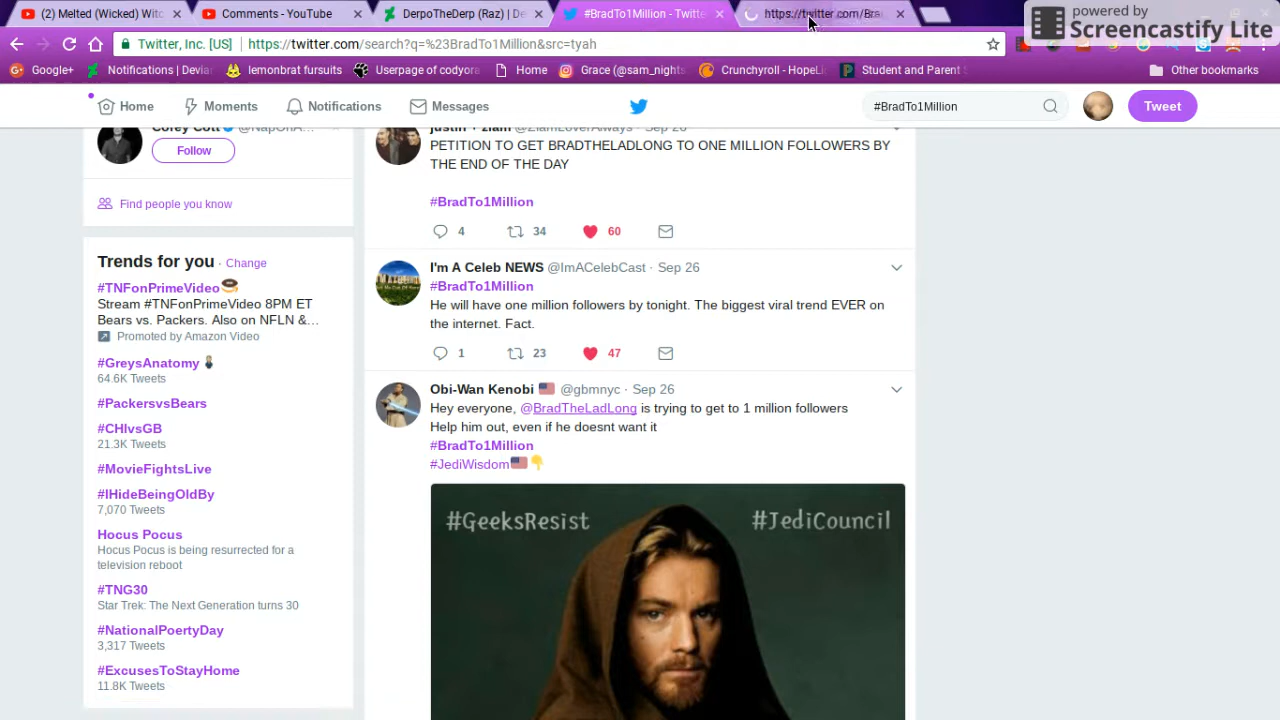 (2) Melted (Wicked) Witc
Comments - YouTube
DerpoTheDerp (Raz) | De
#BradTo1Million - Twitte
https://twitter.com/Bra
powered by
Screencastify Lite
Twitter, Inc. [US]
https://twitter.com/search?q=%23BradTo1Million&src=tyah
Google+
Notifications | Devia
lemonbrat fursuits
Userpage of codyora
Home
Grace (@sam_nights
Crunchyroll - HopeLi
Student and Parent S
Other bookmarks
Home
Moments
Notifications
Messages
#BradTo1Million
Tweet
Corey Cott
Follow
Find people you know
Trends for you · Change
#TNFonPrimeVideo
Stream #TNFonPrimeVideo 8PM ET
Bears vs. Packers. Also on NFLN &...
Promoted by Amazon Video
#GreysAnatomy
64.6K Tweets
#PackersvsBears
#CHIvsGB
21.3K Tweets
#MovieFightsLive
#IHideBeingOldBy
7,070 Tweets
Hocus Pocus
Hocus Pocus is being resurrected for a
television reboot
#TNG30
Star Trek: The Next Generation turns 30
#NationalPoertyDay
3,317 Tweets
#ExcusesToStayHome
11.8K Tweets
justin + ziam @ZiamLoverAlways · Sep 26
PETITION TO GET BRADTHELADLONG TO ONE MILLION FOLLOWERS BY
THE END OF THE DAY
#BradTo1Million
4 34 60
I'm A Celeb NEWS @ImACelebCast · Sep 26
#BradTo1Million
He will have one million followers by tonight. The biggest viral trend EVER on
the internet. Fact.
1 23 47
Obi-Wan Kenobi @gbmnyc · Sep 26
Hey everyone, @BradTheLadLong is trying to get to 1 million followers
Help him out, even if he doesnt want it
#BradTo1Million
#JediWisdom
#GeeksResist
#JediCouncil